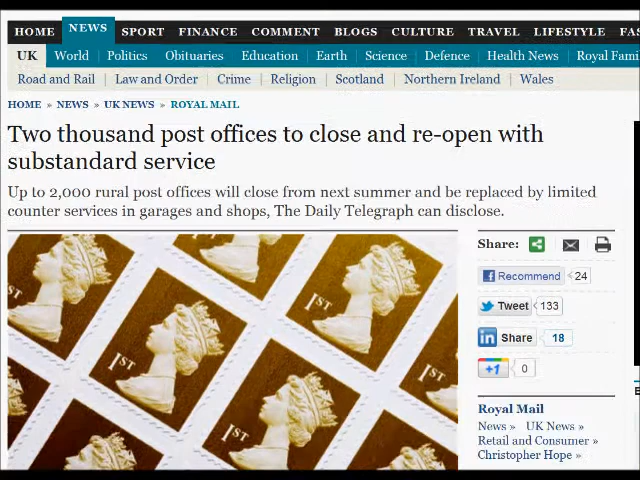 HOME NEWS SPORT FINANCE COMMENT BLOGS CULTURE TRAVEL LIFESTYLE
UK World Politics Obituaries Education Earth Science Defence Health News Royal
Road and Rail Law and Order Crime Religion Scotland Northern Ireland Wales
HOME » NEWS » UK NEWS » ROYAL MAIL
Two thousand post offices to close and re-open with
substandard service
Up to 2,000 rural post offices will close from next summer and be replaced by limited
counter services in garages and shops, The Daily Telegraph can disclose.
Share:
Recommend 24
Tweet 133
in Share 18
+1 0
Royal Mail
News » UK News »
Retail and Consumer »
Christopher Hope »
1ST
1ST
1ST
1ST
1ST